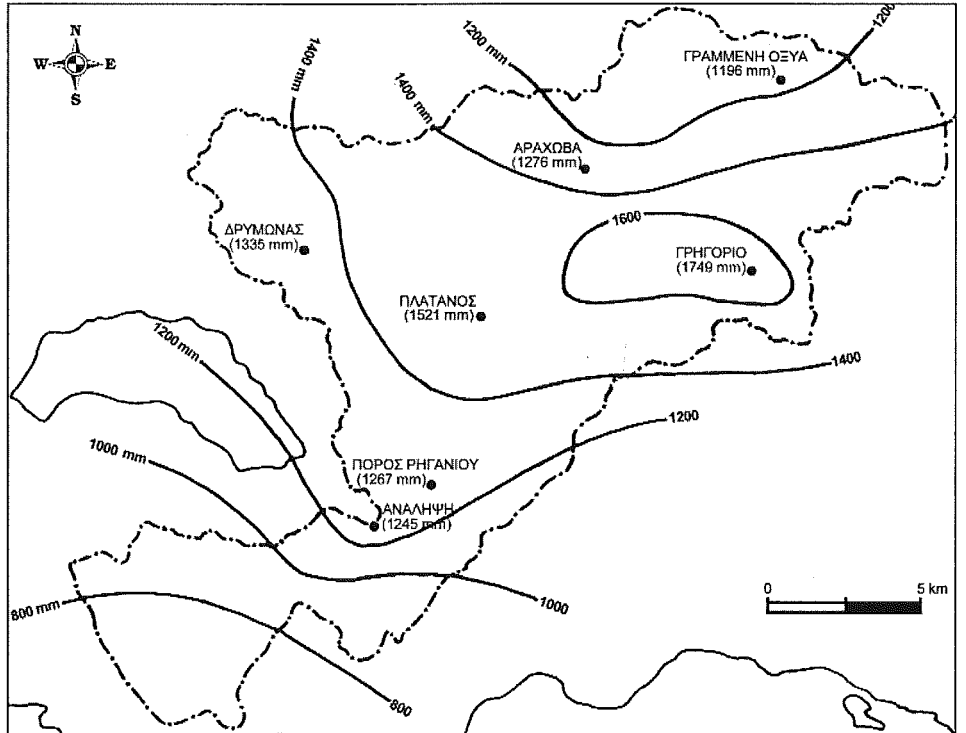 N
W E
S
1400 mm
1200 mm
1200
ΓΡΑΜΜΕΝΗ ΟΞΥΑ
(1196 mm)
1400 mm
ΑΡΑΧΩΒΑ
(1276 mm)
1600
ΔΡΥΜΩΝΑΣ
(1335 mm)
ΓΡΗΓΟΡΙΟ
(1749 mm)
ΠΛΑΤΑΝΟΣ
(1521 mm)
1200 mm
1400
1200
1000 mm
ΠΟΡΟΣ ΡΗΓΑΝΙΟΥ
(1267 mm)
ΑΝΑΛΗΨΗ
(1245 mm)
0 5 km
800 mm
1000
800